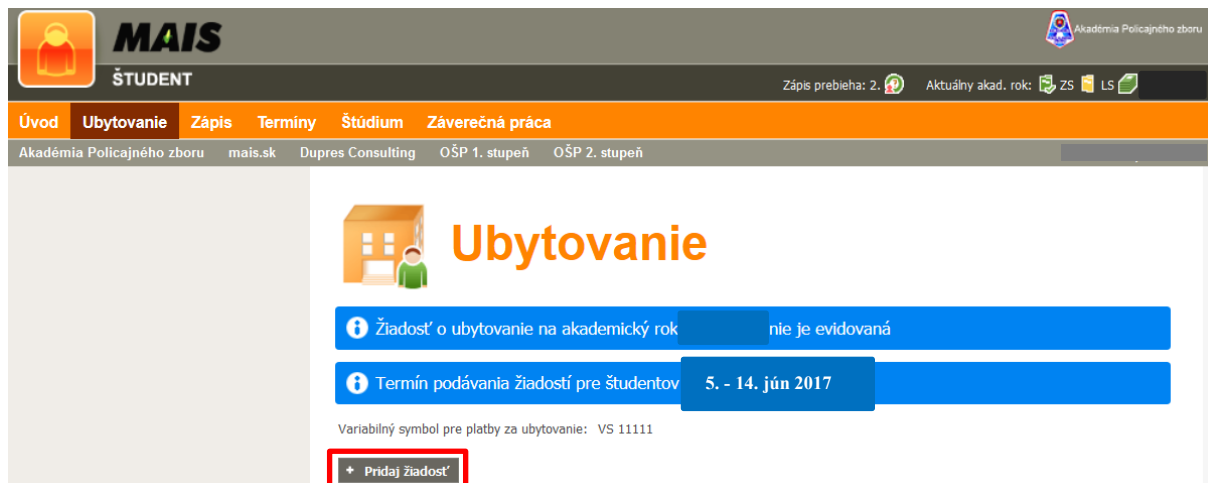 MAIS
Akadémia Policajného zboru
ŠTUDENT
Zápis prebieha: 2. Aktuálny akad. rok: ZS LS
Úvod Ubytovanie Zápis Termíny Štúdium Záverečná práca
Akadémia Policajného zboru mais.sk Dupres Consulting OŠP 1. stupeň OŠP 2. stupeň
Ubytovanie
Žiadosť o ubytovanie na akademický rok nie je evidovaná
Termín podávania žiadostí pre študentov 5. - 14. jún 2017
Variabilný symbol pre platby za ubytovanie: VS 11111
+ Pridaj žiadosť